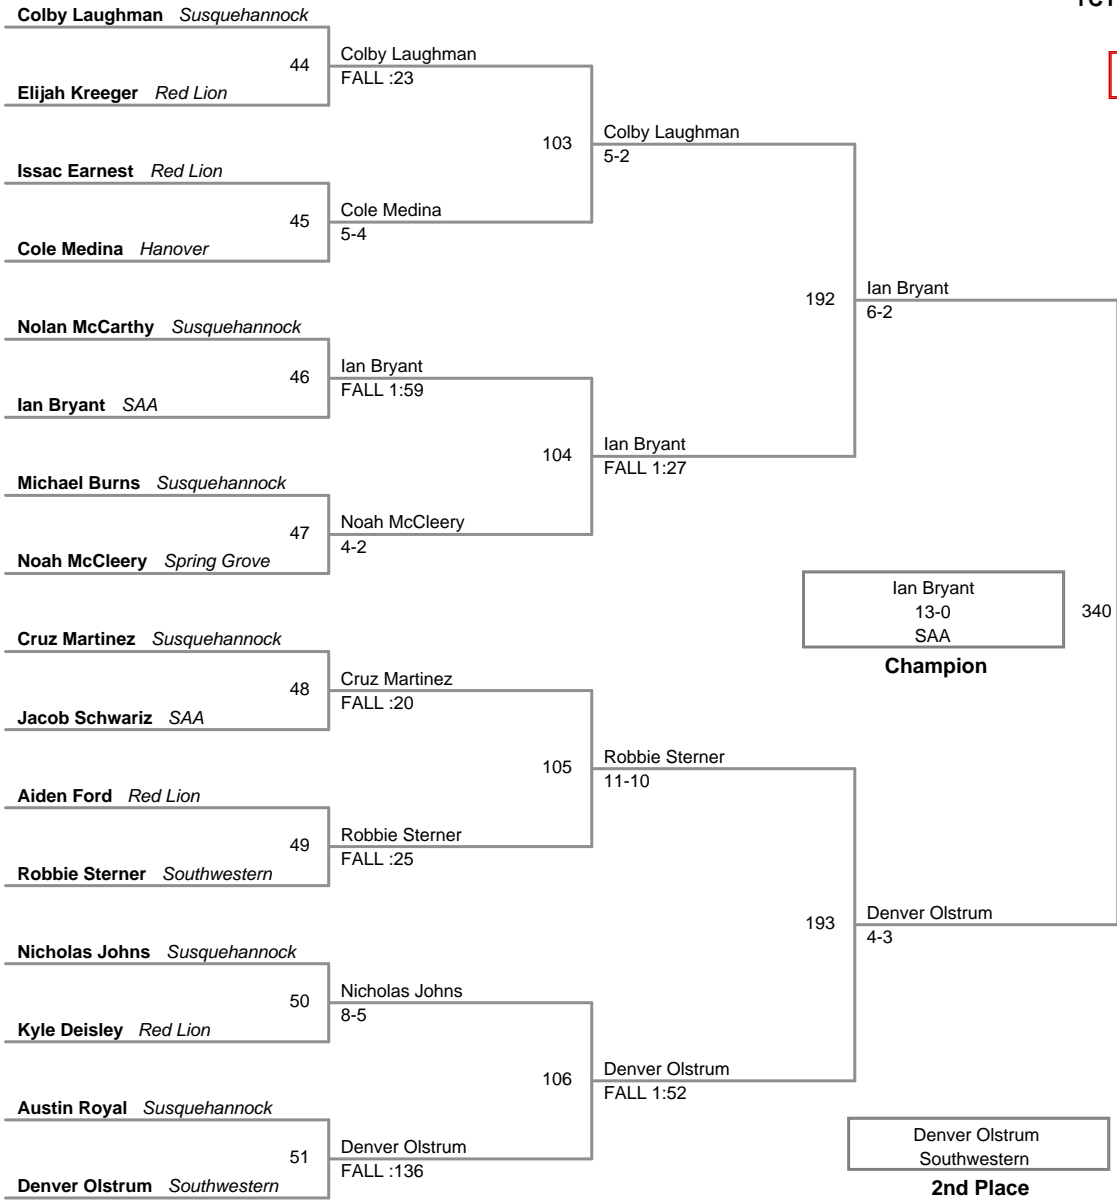 Colby Laughman Susquehannock
44
Elijah Kreeger Red Lion
Colby Laughman
FALL :23
Issac Earnest Red Lion
45
Cole Medina Hanover
Cole Medina
5-4
103
Colby Laughman
5-2
Nolan McCarthy Susquehannock
46
Ian Bryant SAA
Ian Bryant
FALL 1:59
Michael Burns Susquehannock
47
Noah McCleery Spring Grove
Noah McCleery
4-2
104
Ian Bryant
FALL 1:27
192
Ian Bryant
6-2
Cruz Martinez Susquehannock
48
Jacob Schwariz SAA
Cruz Martinez
FALL :20
Aiden Ford Red Lion
49
Robbie Sterner Southwestern
Robbie Sterner
FALL :25
105
Robbie Sterner
11-10
Nicholas Johns Susquehannock
50
Kyle Deisley Red Lion
Nicholas Johns
8-5
Austin Royal Susquehannock
51
Denver Olstrum Southwestern
Denver Olstrum
FALL :136
106
Denver Olstrum
FALL 1:52
193
Denver Olstrum
4-3
Ian Bryant
13-0
SAA
Champion
340
Denver Olstrum
Southwestern
2nd Place